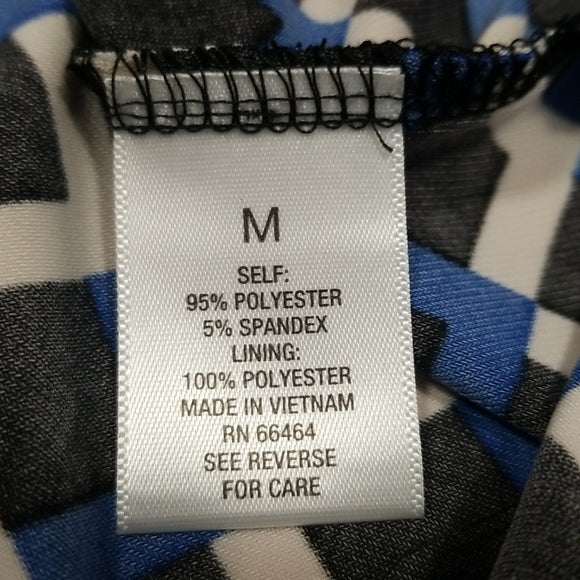 M
SELF:
95% POLYESTER
5% SPANDEX
LINING:
100% POLYESTER
MADE IN VIETNAM
RN 66464
SEE REVERSE
FOR CARE